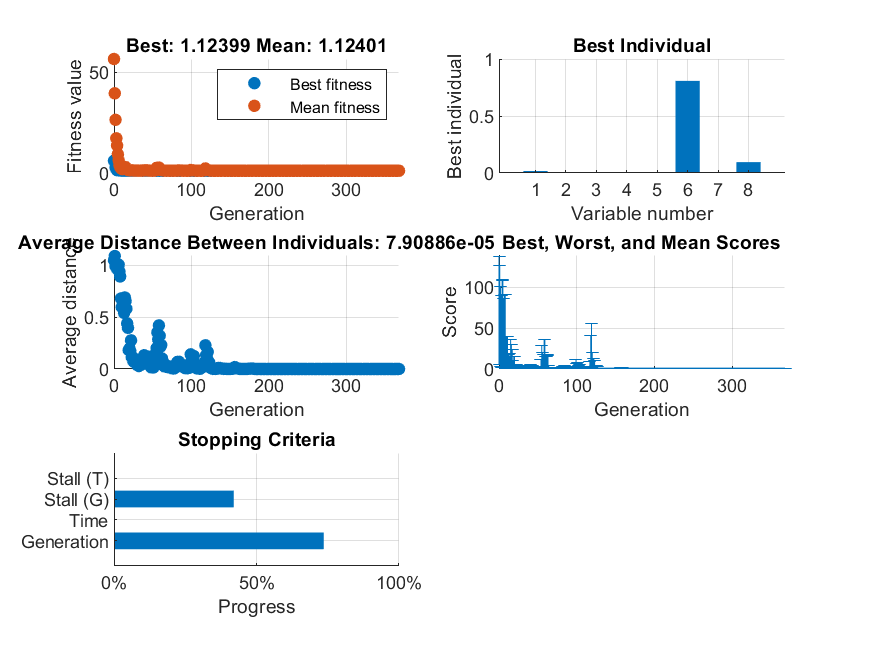 Best: 1.12399 Mean: 1.12401
Fitness value
50
0
Best fitness
Mean fitness
0 100 200 300
Generation
Best Individual
Best individual
1
0.5
0
1 2 3 4 5 6 7 8
Variable number
Average Distance Between Individuals: 7.90886e-05
Average distance
1
0.5
0
0 100 200 300
Generation
Best, Worst, and Mean Scores
Score
100
50
0
0 100 200 300
Generation
Stopping Criteria
Stall (T)
Stall (G)
Time
Generation
0% 50% 100%
Progress